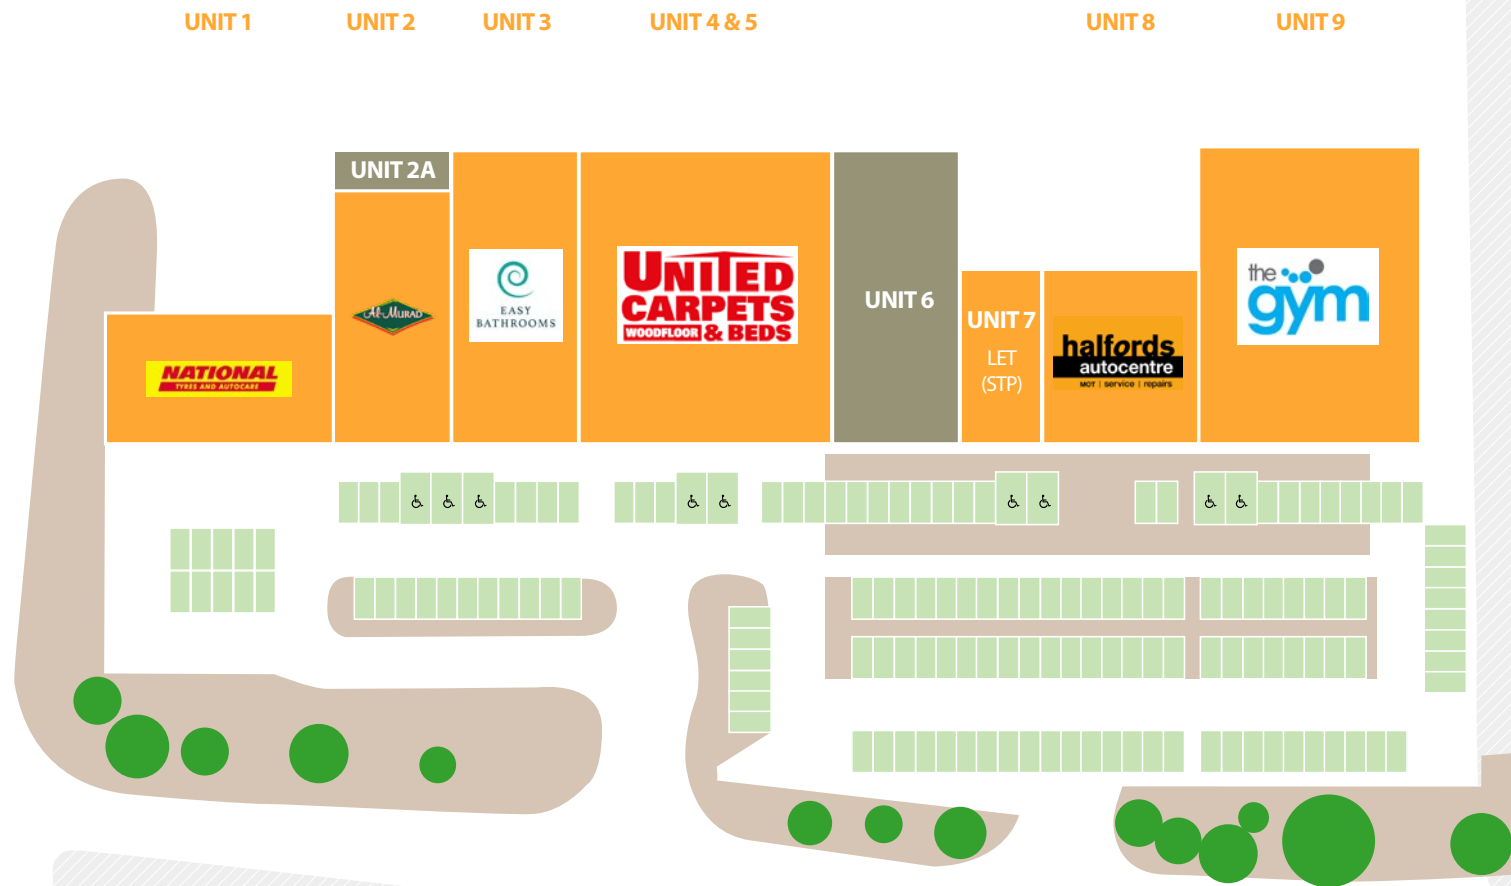 UNIT 1
UNIT 2
UNIT 3
UNIT 4 & 5
UNIT 8
UNIT 9
UNIT 2A
NATIONAL
TYRES AND AUTOCARE
Al-Murad
EASY
BATHROOMS
UNITED
CARPETS
WOODFLOOR & BEDS
UNIT 6
UNIT 7
LET
(STP)
halfords
autocentre
MOT | service | repairs
the
gym